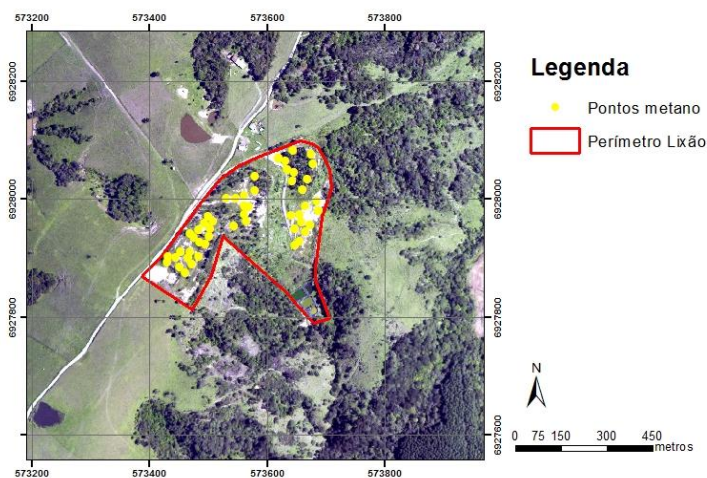 573200 573400 573600 573800
6928200 6928200
6928000 6928000
6927800 6927800
6927600
573200 573400 573600 573800
Legenda
Pontos metano
Perímetro Lixão
N
0 75 150 300 450
metros